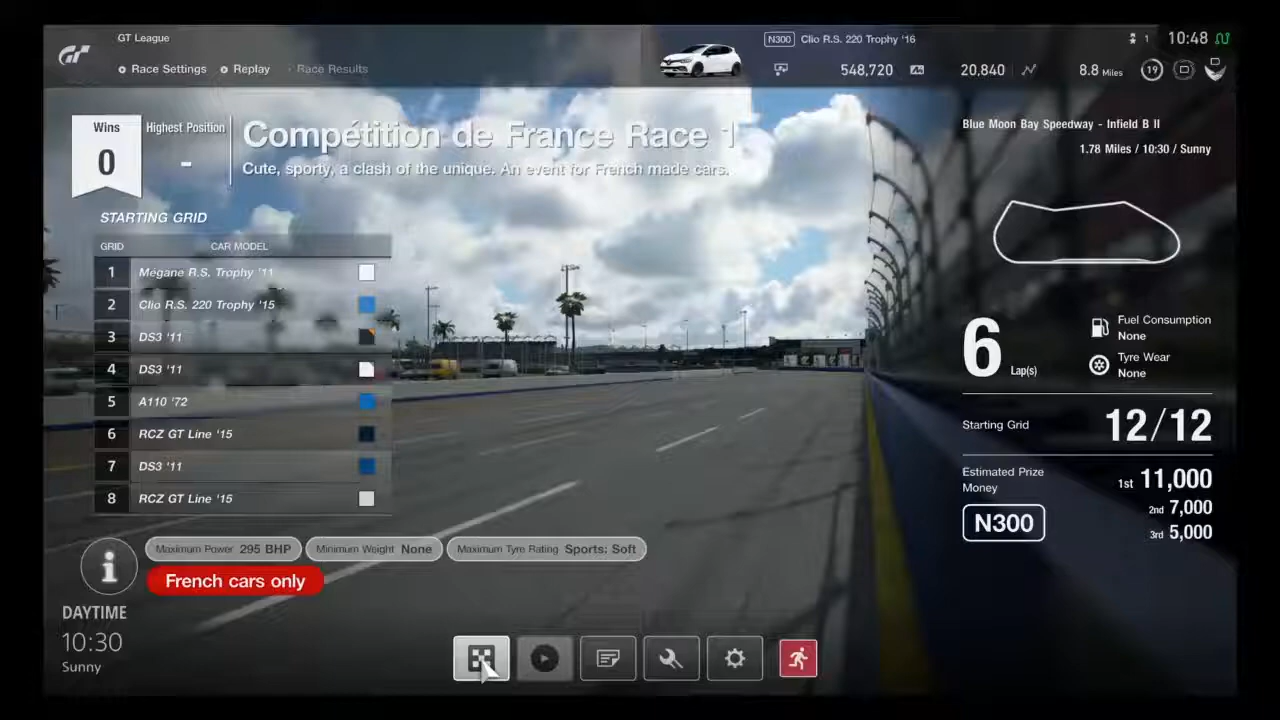 GT League
N300 Clio R.S. 220 Trophy '16
1 10:48
Race Settings Replay Race Results
548,720 20,840 8.8 Miles 19
Wins
0
Highest Position
-
Compétition de France Race 1
Cute, sporty, a clash of the unique. An event for French made cars.
Blue Moon Bay Speedway - Infield B II
1.78 Miles / 10:30 / Sunny
STARTING GRID
GRID CAR MODEL
1 Mégane R.S. Trophy '11
2 Clio R.S. 220 Trophy '15
3 DS3 '11
4 DS3 '11
5 A110 '72
6 RCZ GT Line '15
7 DS3 '11
8 RCZ GT Line '15
6 Lap(s)
Fuel Consumption
None
Tyre Wear
None
Starting Grid 12/12
Estimated Prize
Money
N300
1st 11,000
2nd 7,000
3rd 5,000
Maximum Power 295 BHP
Minimum Weight None
Maximum Tyre Rating Sports: Soft
French cars only
DAYTIME
10:30
Sunny